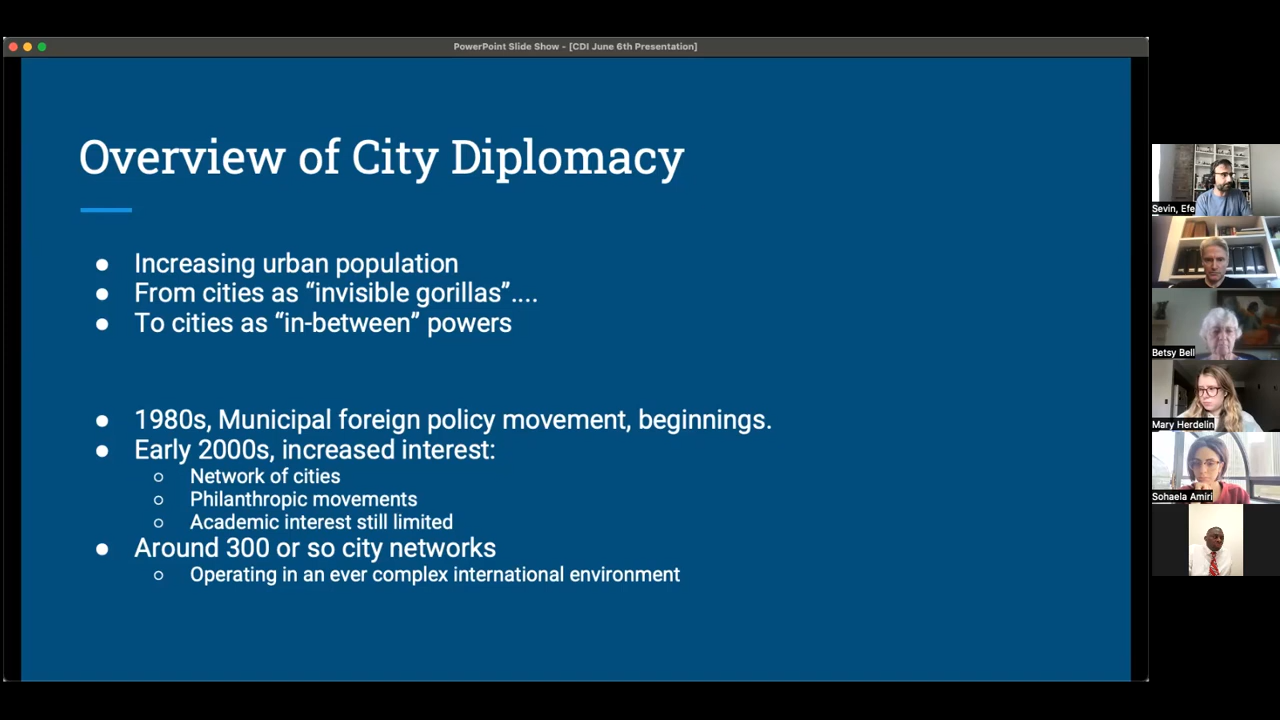 PowerPoint Slide Show - [CDI June 6th Presentation]
Overview of City Diplomacy
● Increasing urban population
● From cities as “invisible gorillas”....
● To cities as “in-between” powers
● 1980s, Municipal foreign policy movement, beginnings.
● Early 2000s, increased interest:
○ Network of cities
○ Philanthropic movements
○ Academic interest still limited
● Around 300 or so city networks
○ Operating in an ever complex international environment
Sevin, Efe
Betsy Bell
Mary Herdelin
Sohaela Amiri